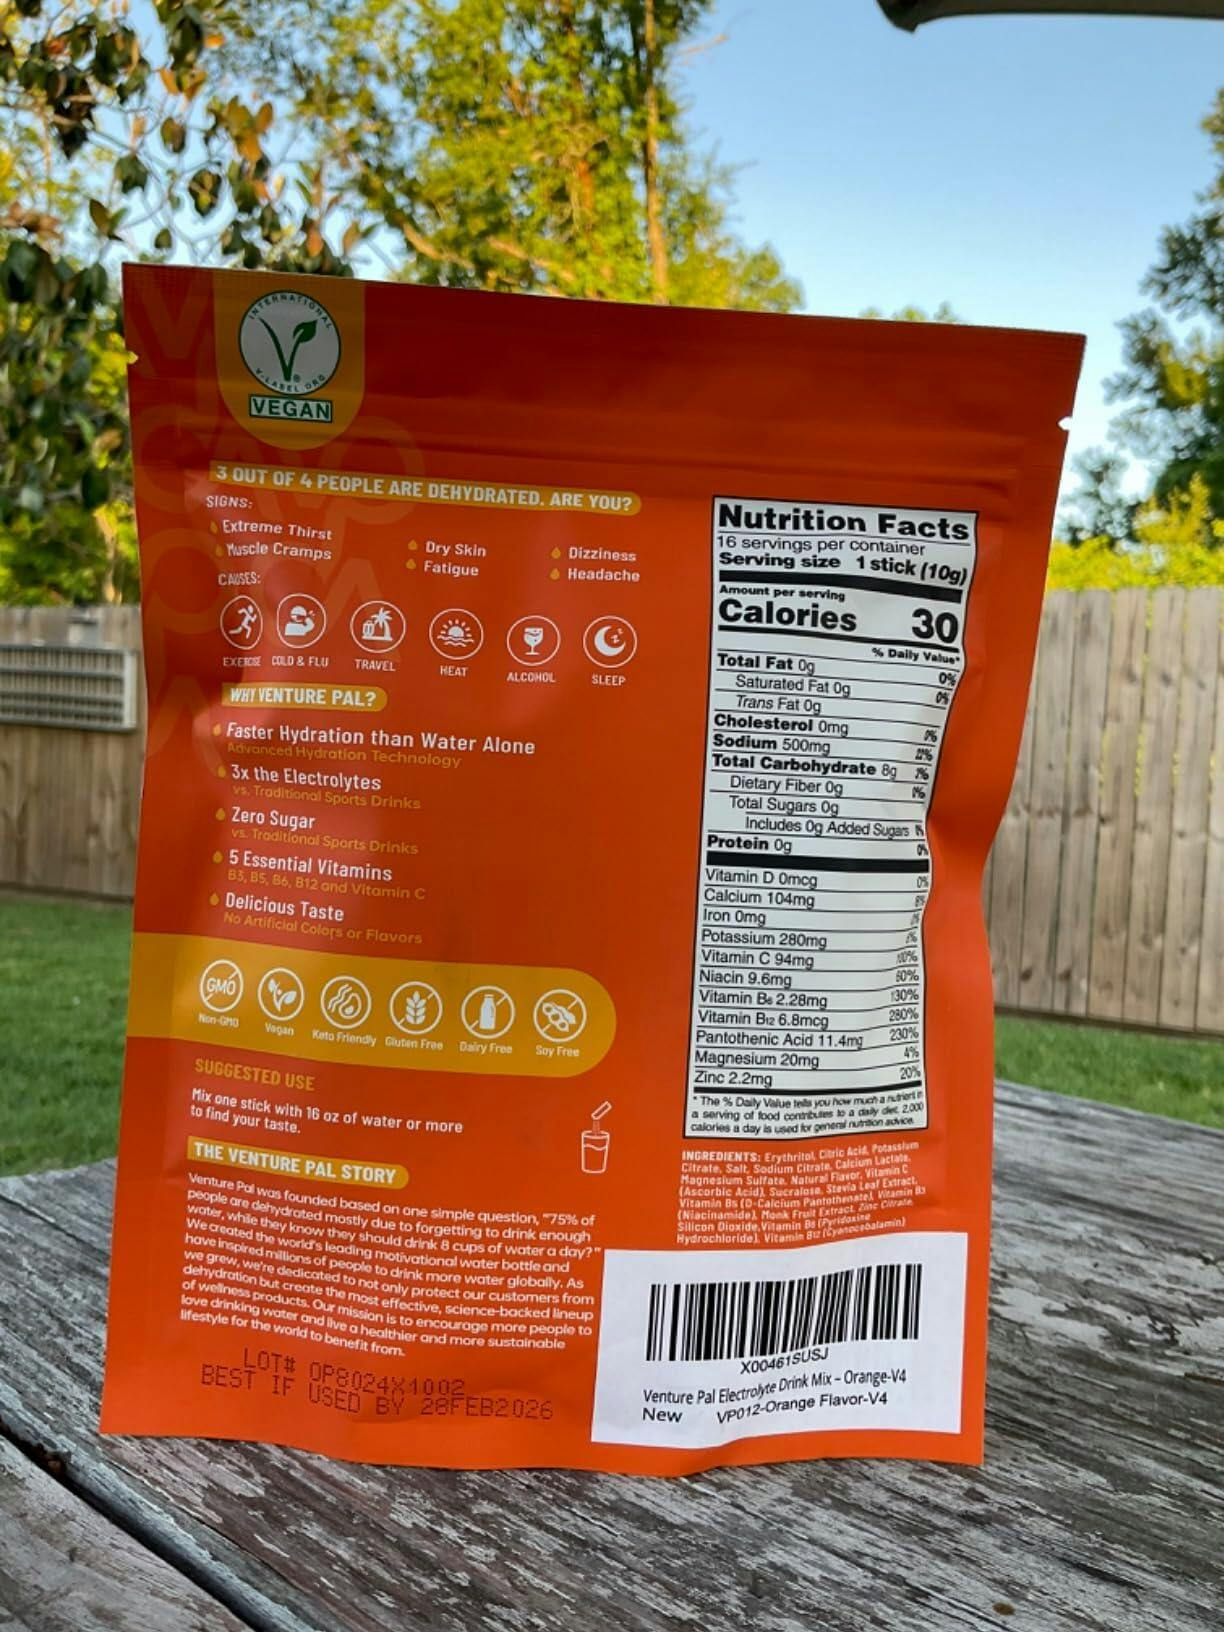 INTERNATIONAL
V-LABEL.ORG
VEGAN
3 OUT OF 4 PEOPLE ARE DEHYDRATED. ARE YOU?
SIGNS:
Extreme Thirst
Muscle Cramps
Dry Skin
Fatigue
Dizziness
Headache
CAUSES:
EXERCISE
COLD & FLU
TRAVEL
HEAT
ALCOHOL
SLEEP
WHY VENTURE PAL?
Faster Hydration than Water Alone
Advanced Hydration Technology
3x the Electrolytes
vs. Traditional Sports Drinks
Zero Sugar
vs. Traditional Sports Drinks
5 Essential Vitamins
B3, B5, B6, B12 and Vitamin C
Delicious Taste
No Artificial Colors or Flavors
GMO
Non-GMO
Vegan
Keto Friendly
Gluten Free
Dairy Free
Soy Free
SUGGESTED USE
Mix one stick with 16 oz of water or more
to find your taste.
THE VENTURE PAL STORY
Venture Pal was founded based on one simple question, "75% of
people are dehydrated mostly due to forgetting to drink enough
water, while they know they should drink 8 cups of water a day?"
We created the world's leading motivational water bottle and
have inspired millions of people to drink more water globally. As
we grew, we're dedicated to not only protect our customers from
dehydration but create the most effective, science-backed lineup
of wellness products. Our mission is to encourage more people to
love drinking water and live a healthier and more sustainable
lifestyle for the world to benefit from.
LOT# OP8024X1002
BEST IF USED BY 28FEB2026
Nutrition Facts
16 servings per container
Serving size 1 stick (10g)
Amount per serving
Calories 30
% Daily Value*
Total Fat 0g 0%
Saturated Fat 0g 0%
Trans Fat 0g
Cholesterol 0mg 0%
Sodium 500mg 22%
Total Carbohydrate 8g
Dietary Fiber 0g 0%
Total Sugars 0g
Includes 0g Added Sugars
Protein 0g 0%
Vitamin D 0mcg 0%
Calcium 104mg 8%
Iron 0mg
Potassium 280mg
Vitamin C 94mg 100%
Niacin 9.6mg 60%
Vitamin B6 2.28mg 130%
Vitamin B12 6.8mcg 280%
Pantothenic Acid 11.4mg 230%
Magnesium 20mg 4%
Zinc 2.2mg 20%
* The % Daily Value tells you how much a nutrient in
a serving of food contributes to a daily diet. 2,000
calories a day is used for general nutrition advice.
INGREDIENTS: Erythritol, Citric Acid, Potassium
Citrate, Salt, Sodium Citrate, Calcium Lactate,
Magnesium Sulfate, Natural Flavor, Vitamin C
(Ascorbic Acid), Sucralose, Stevia Leaf Extract,
Vitamin B5 (D-Calcium Pantothenate), Vitamin B3
(Niacinamide), Monk Fruit Extract, Zinc Citrate,
Silicon Dioxide, Vitamin B6 (Pyridoxine
Hydrochloride), Vitamin B12 (Cyanocobalamin)
X00461SUSJ
Venture Pal Electrolyte Drink Mix – Orange-V4
New VP012-Orange Flavor-V4